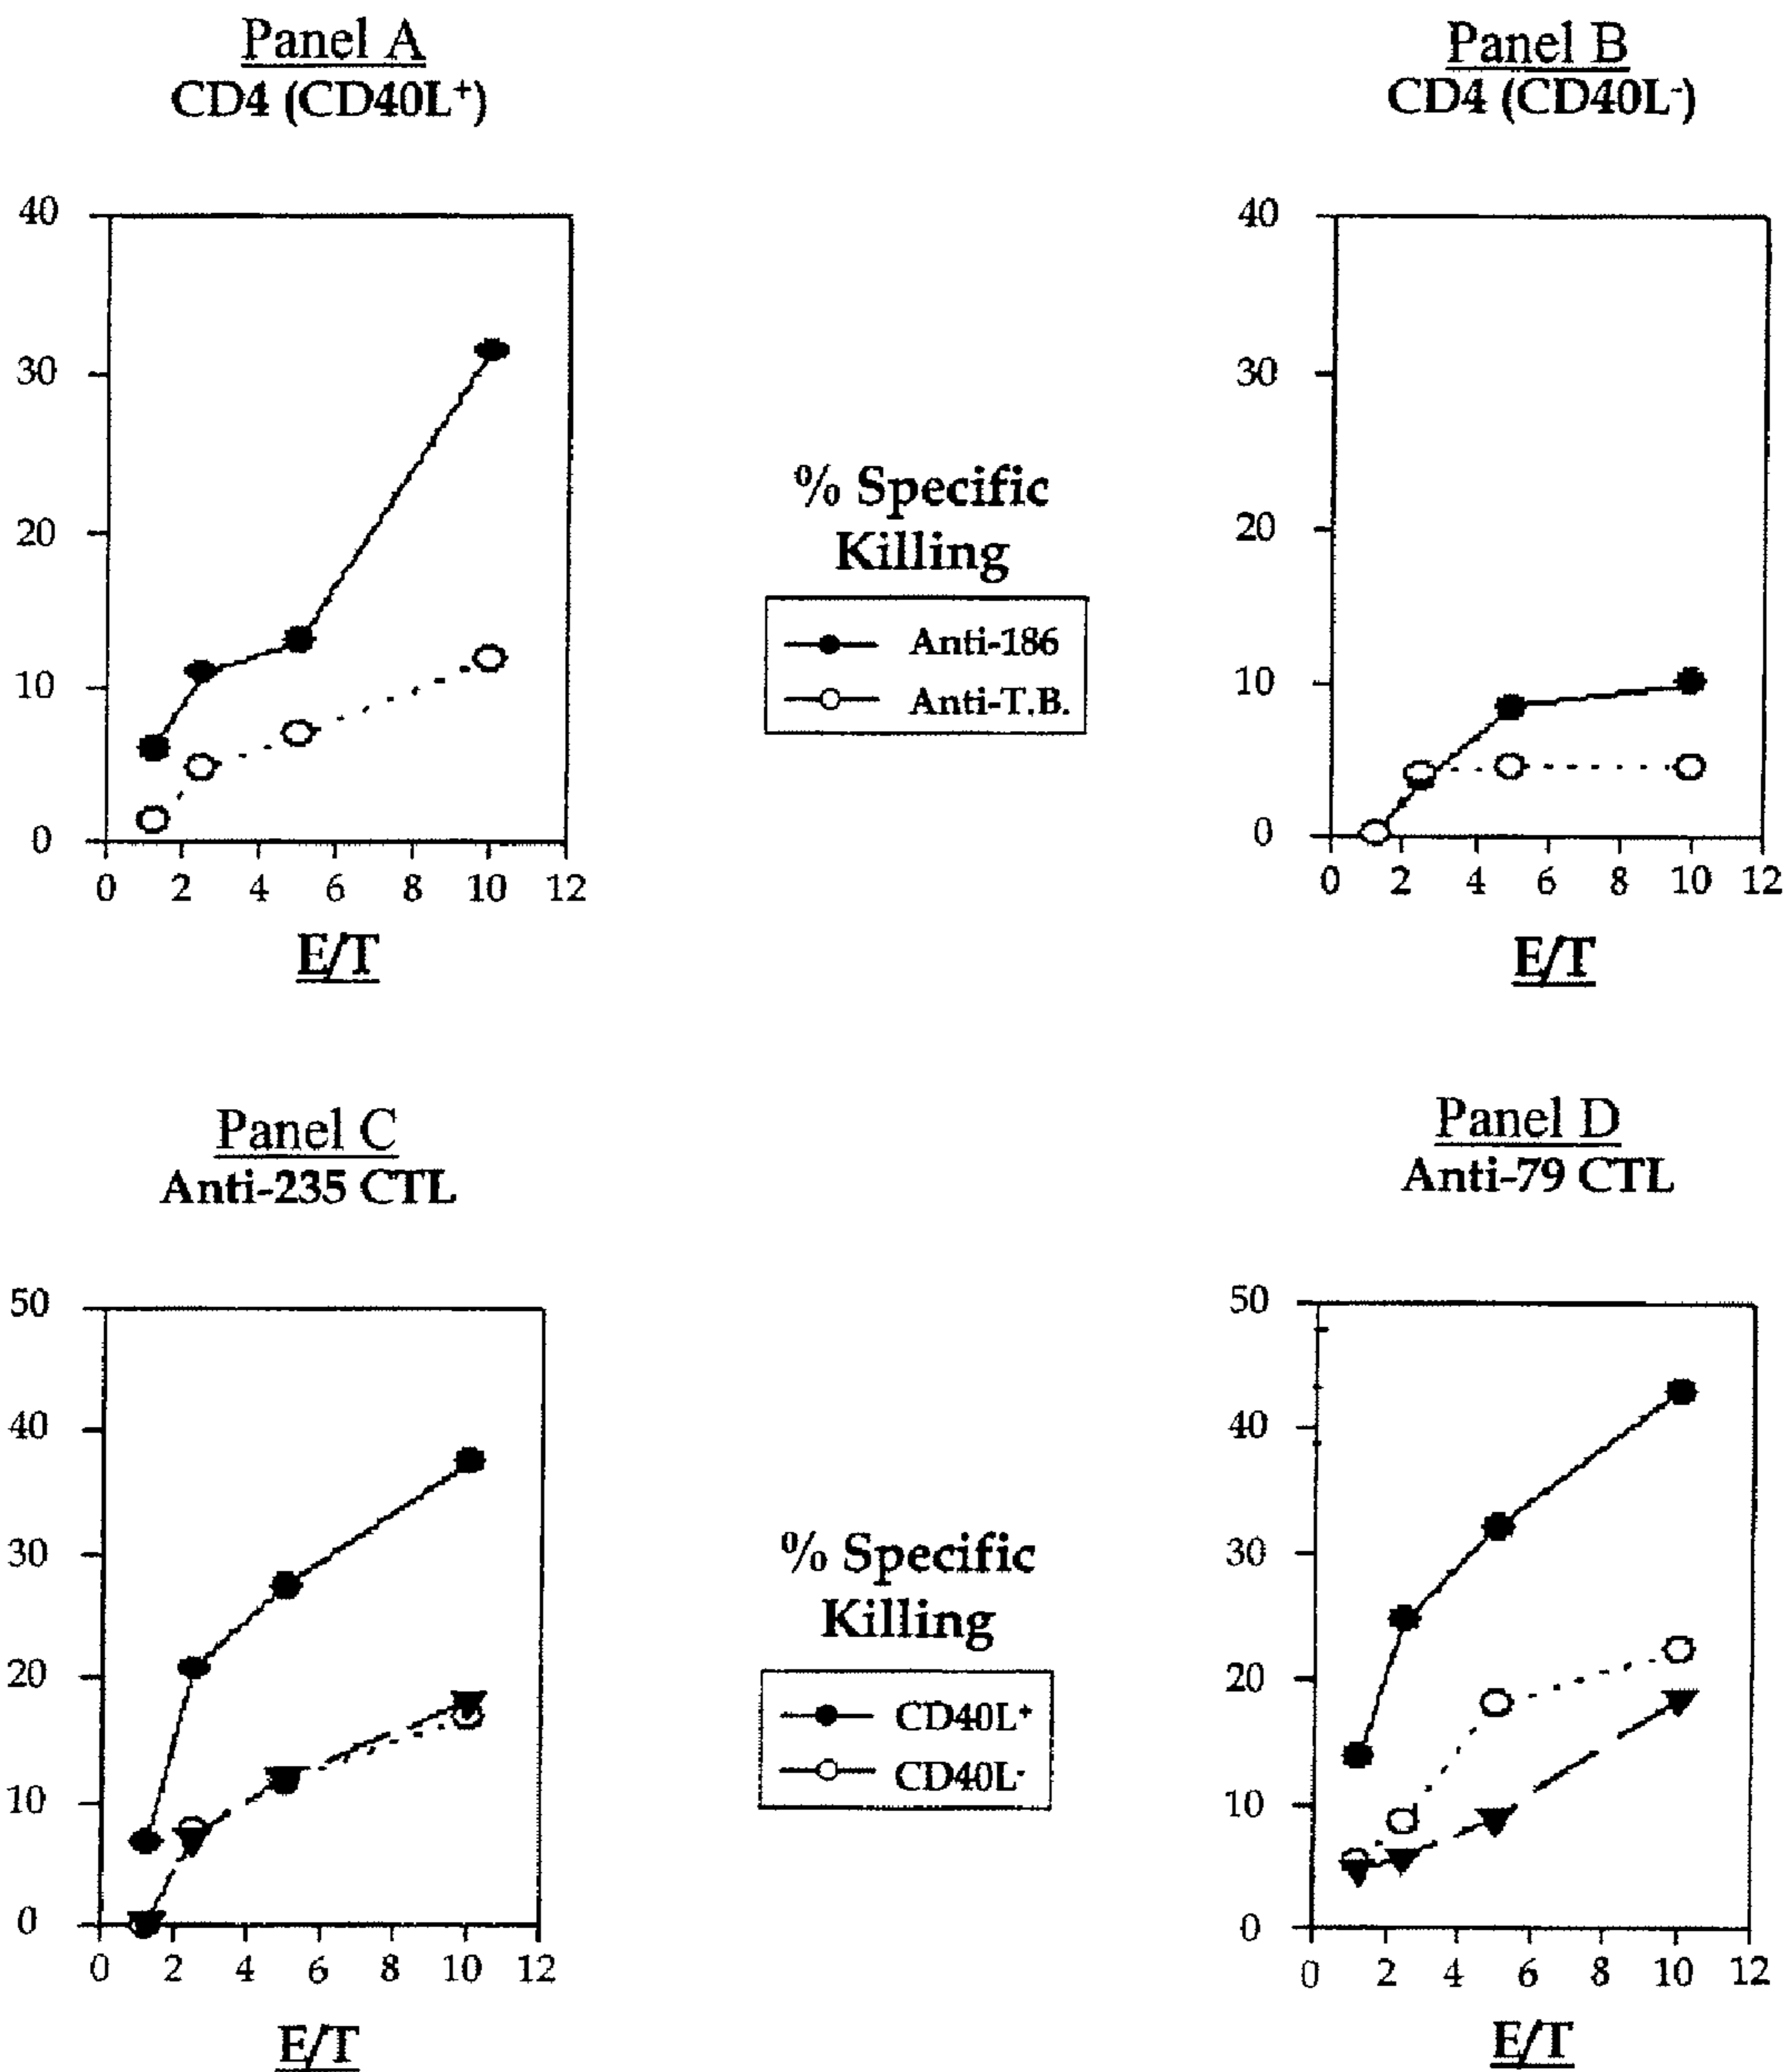 Panel A
CD4 (CD40L⁺)
40
30
20
10
0
0 2 4 6 8 10 12
E/T
Panel B
CD4 (CD40L⁻)
40
30
20
10
0
0 2 4 6 8 10 12
E/T
% Specific
Killing
Anti-186
Anti-T.B.
Panel C
Anti-235 CTL
50
40
30
20
10
0
0 2 4 6 8 10 12
E/T
Panel D
Anti-79 CTL
50
40
30
20
10
0
0 2 4 6 8 10 12
E/T
% Specific
Killing
CD40L⁺
CD40L⁻